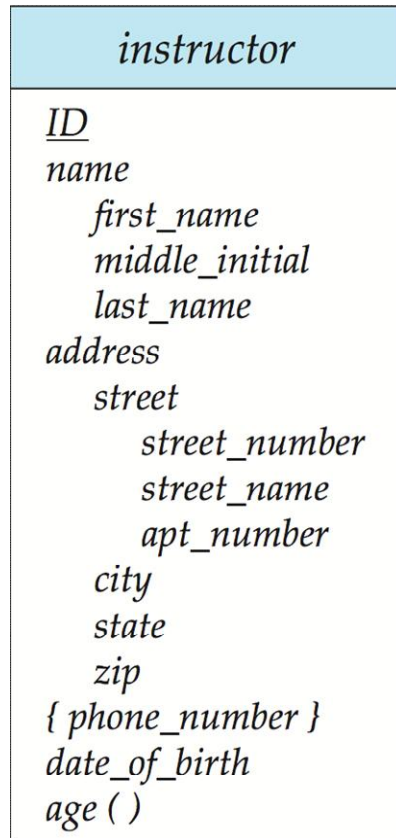 instructor
ID
name
first_name
middle_initial
last_name
address
street
street_number
street_name
apt_number
city
state
zip
{ phone_number }
date_of_birth
age ( )